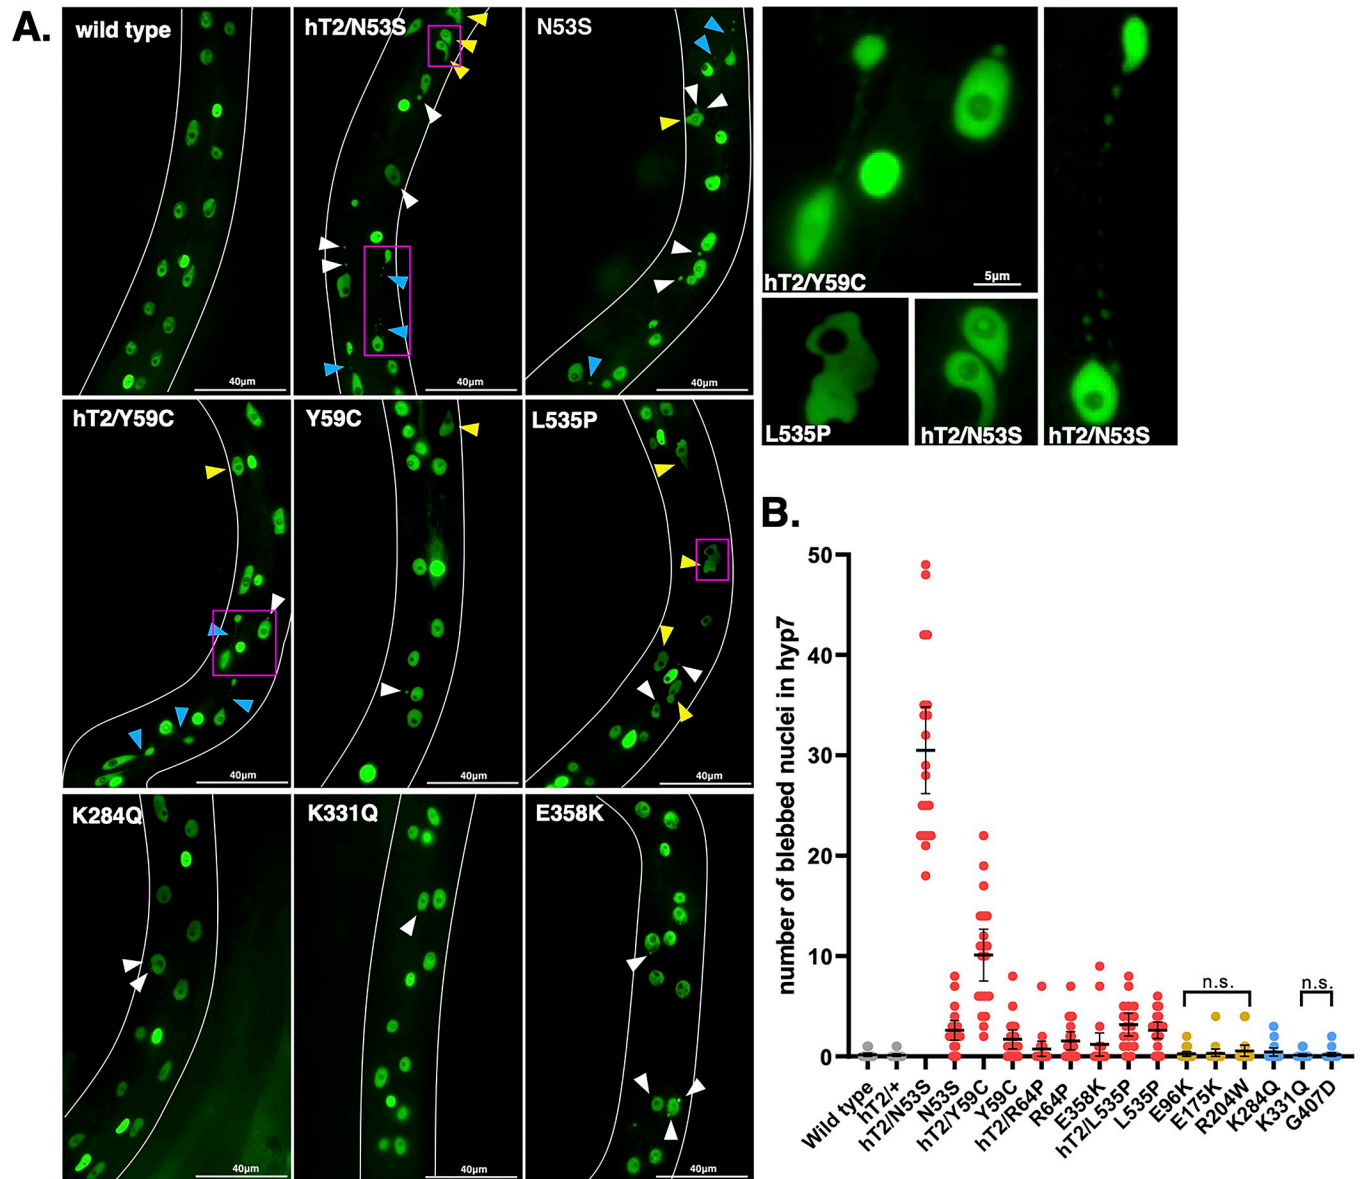 A.
wild type
hT2/N53S
N53S
40µm
40µm
40µm
hT2/Y59C
Y59C
L535P
40µm
40µm
40µm
K284Q
K331Q
E358K
40µm
40µm
40µm
hT2/Y59C
5µm
L535P
hT2/N53S
hT2/N53S
B.
number of blebbed nuclei in hyp7
50
40
30
20
10
0
n.s.
n.s.
Wild type
hT2/+
hT2/N53S
N53S
hT2/Y59C
Y59C
hT2/R64P
R64P
E358K
hT2/L535P
L535P
E96K
E175K
R204W
K284Q
K331Q
G407D